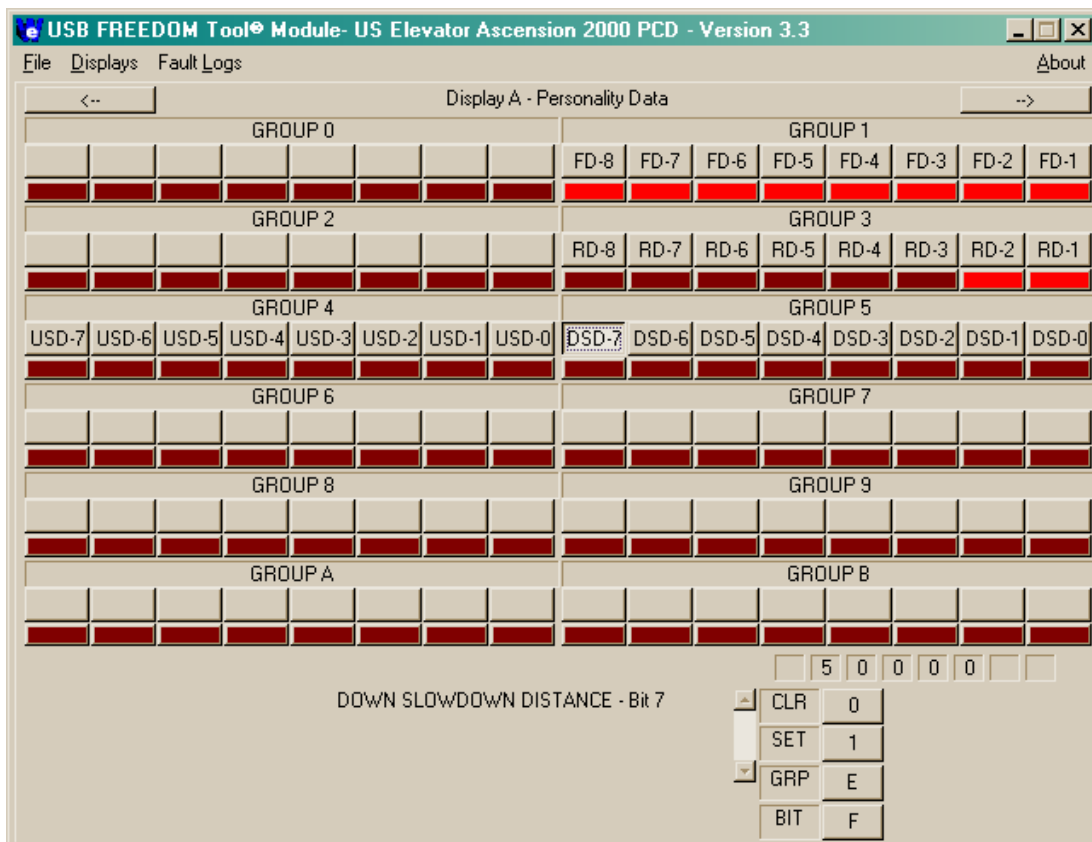 USB FREEDOM Tool® Module- US Elevator Ascension 2000 PCD - Version 3.3
File Displays Fault Logs About
<-- Display A - Personality Data -->
GROUP 0 GROUP 1
FD-8 FD-7 FD-6 FD-5 FD-4 FD-3 FD-2 FD-1
GROUP 2 GROUP 3
RD-8 RD-7 RD-6 RD-5 RD-4 RD-3 RD-2 RD-1
GROUP 4 GROUP 5
USD-7 USD-6 USD-5 USD-4 USD-3 USD-2 USD-1 USD-0 DSD-7 DSD-6 DSD-5 DSD-4 DSD-3 DSD-2 DSD-1 DSD-0
GROUP 6 GROUP 7
GROUP 8 GROUP 9
GROUP A GROUP B
5 0 0 0 0
DOWN SLOWDOWN DISTANCE - Bit 7 CLR 0
SET 1
GRP E
BIT F